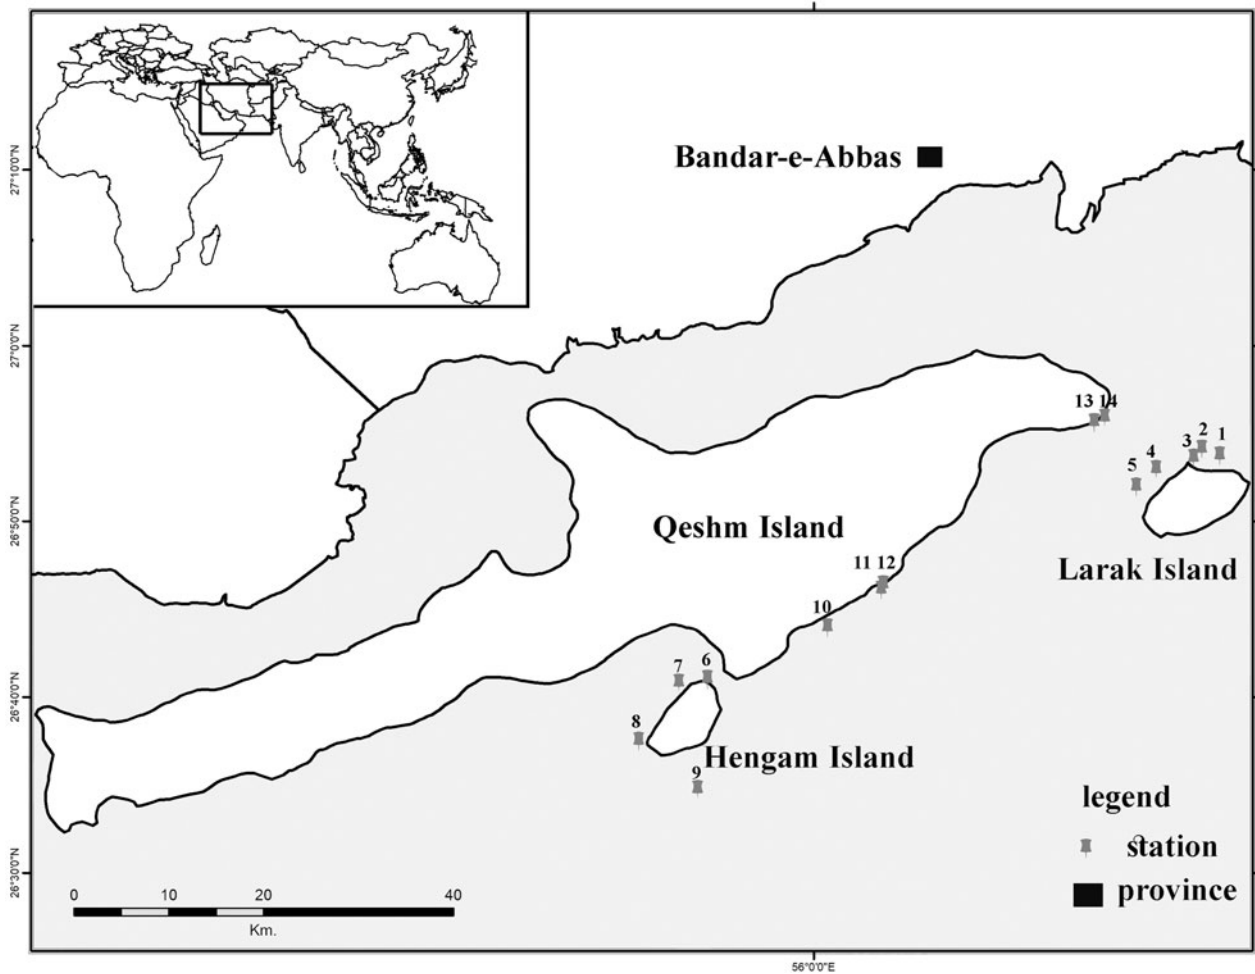 Bandar-e-Abbas
27°10'0"N
27°0'0"N
13 14
2 1
3
4
5
26°50'0"N
Qeshm Island
11 12
Larak Island
10
7 6
26°40'0"N
8
Hengam Island
9
legend
station
province
26°30'0"N
0 10 20 40
Km.
56°0'0"E